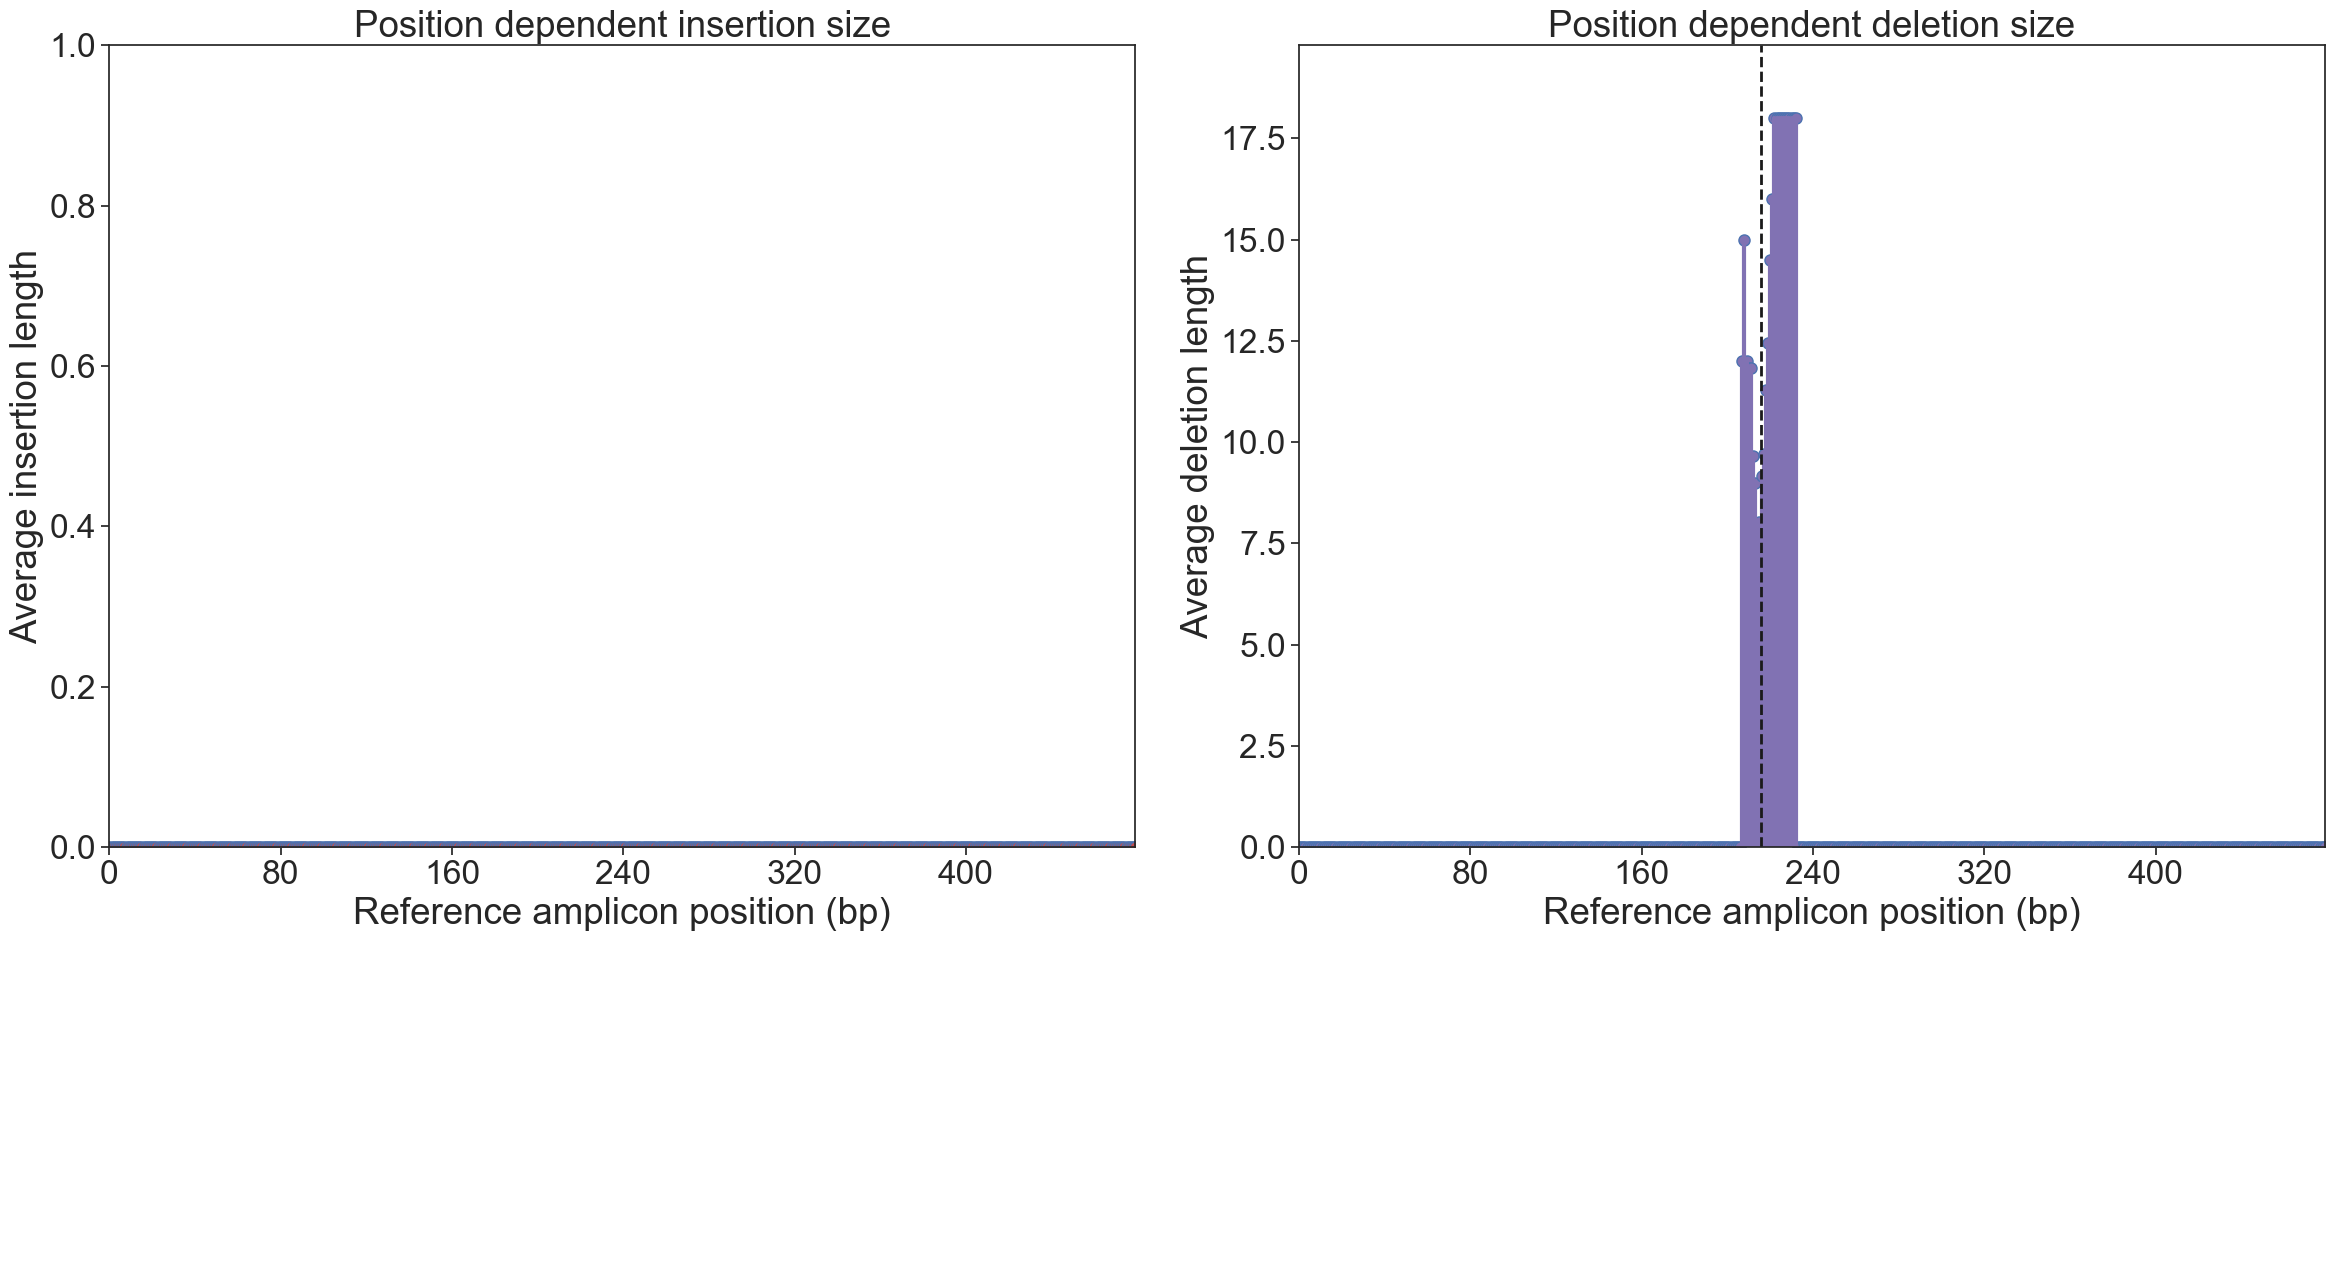 Position dependent insertion size
Average insertion length
1.0
0.8
0.6
0.4
0.2
0.0
0 80 160 240 320 400
Reference amplicon position (bp)
Position dependent deletion size
Average deletion length
17.5
15.0
12.5
10.0
7.5
5.0
2.5
0.0
0 80 160 240 320 400
Reference amplicon position (bp)